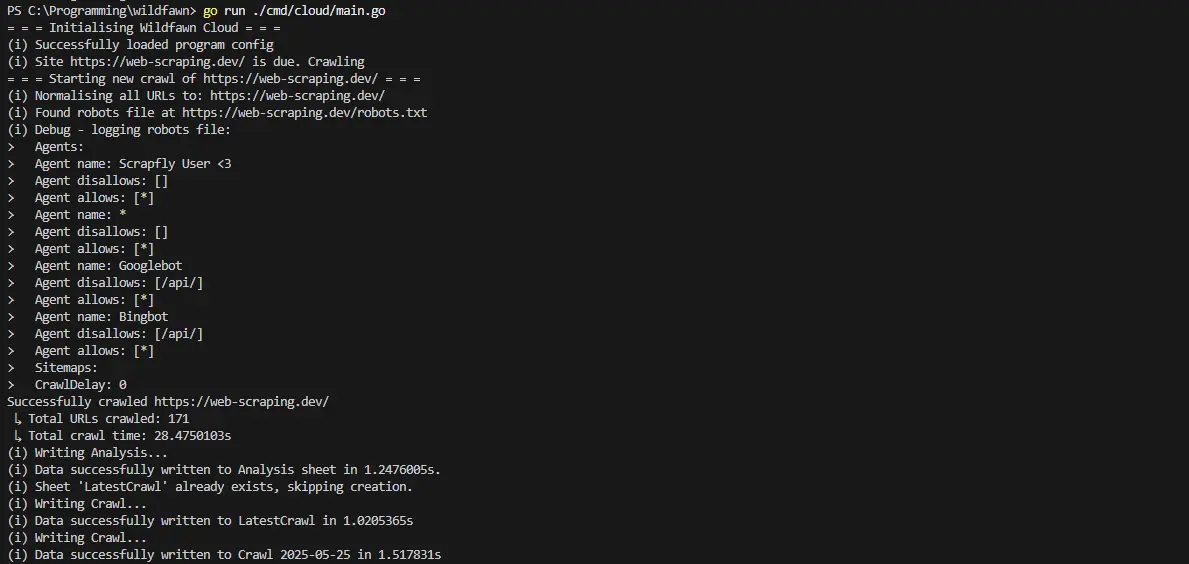 PS C:\Programming\wildfawn> go run ./cmd/cloud/main.go
= = = Initialising Wildfawn Cloud = = =
(i) Successfully loaded program config
(i) Site https://web-scraping.dev/ is due. Crawling
= = = Starting new crawl of https://web-scraping.dev/ = = =
(i) Normalising all URLs to: https://web-scraping.dev/
(i) Found robots file at https://web-scraping.dev/robots.txt
(i) Debug - logging robots file:
>   Agents:
>   Agent name: Scrapfly User <3
>   Agent disallows: []
>   Agent allows: [*]
>   Agent name: *
>   Agent disallows: []
>   Agent allows: [*]
>   Agent name: Googlebot
>   Agent disallows: [/api/]
>   Agent allows: [*]
>   Agent name: Bingbot
>   Agent disallows: [/api/]
>   Agent allows: [*]
>   Sitemaps:
>   CrawlDelay: 0
Successfully crawled https://web-scraping.dev/
↳ Total URLs crawled: 171
↳ Total crawl time: 28.4750103s
(i) Writing Analysis...
(i) Data successfully written to Analysis sheet in 1.2476005s.
(i) Sheet 'LatestCrawl' already exists, skipping creation.
(i) Writing Crawl...
(i) Data successfully written to LatestCrawl in 1.0205365s
(i) Writing Crawl...
(i) Data successfully written to Crawl 2025-05-25 in 1.517831s